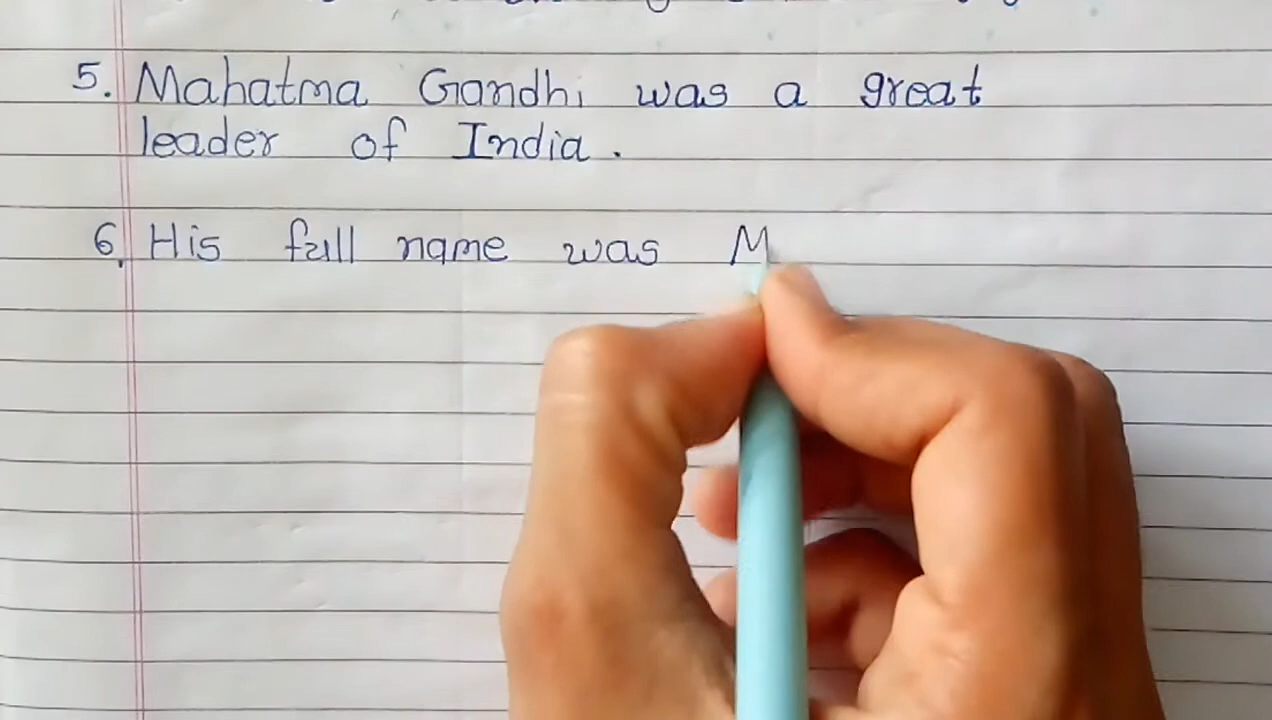 5. Mahatma Gandhi was a great
leader of India.
6. His full name was M